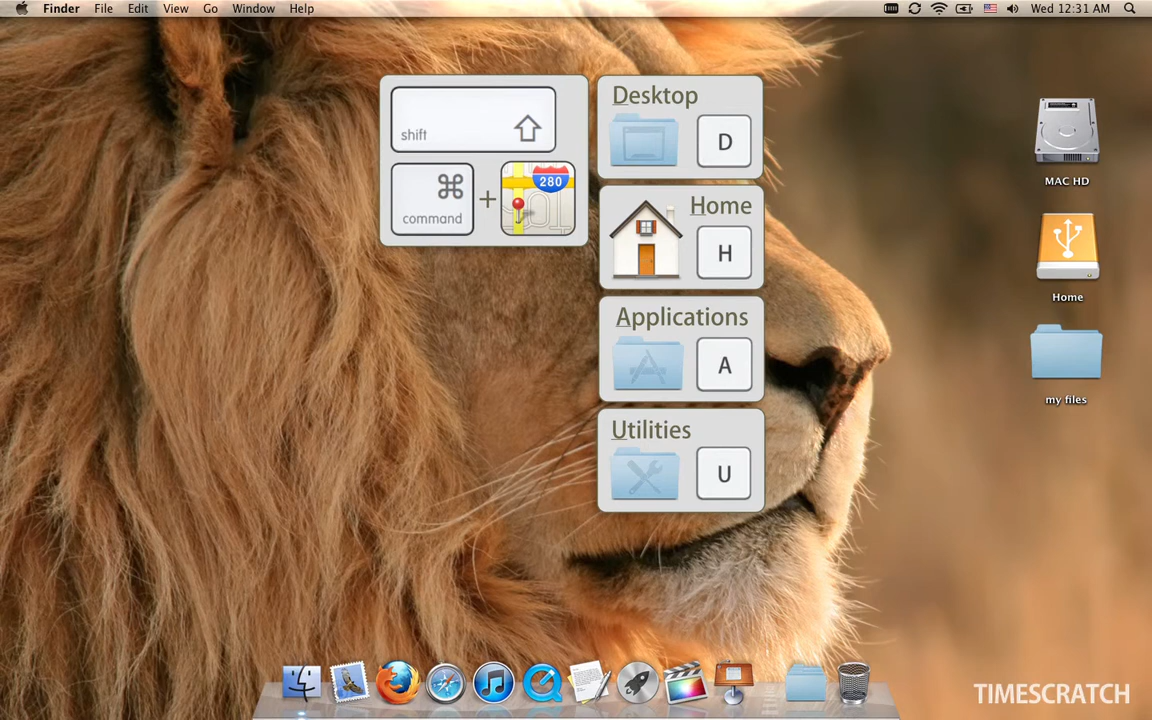 Finder File Edit View Go Window Help
Wed 12:31 AM
shift
command
+
280
Desktop
D
Home
H
Applications
A
Utilities
U
MAC HD
Home
my files
TIMESCRATCH